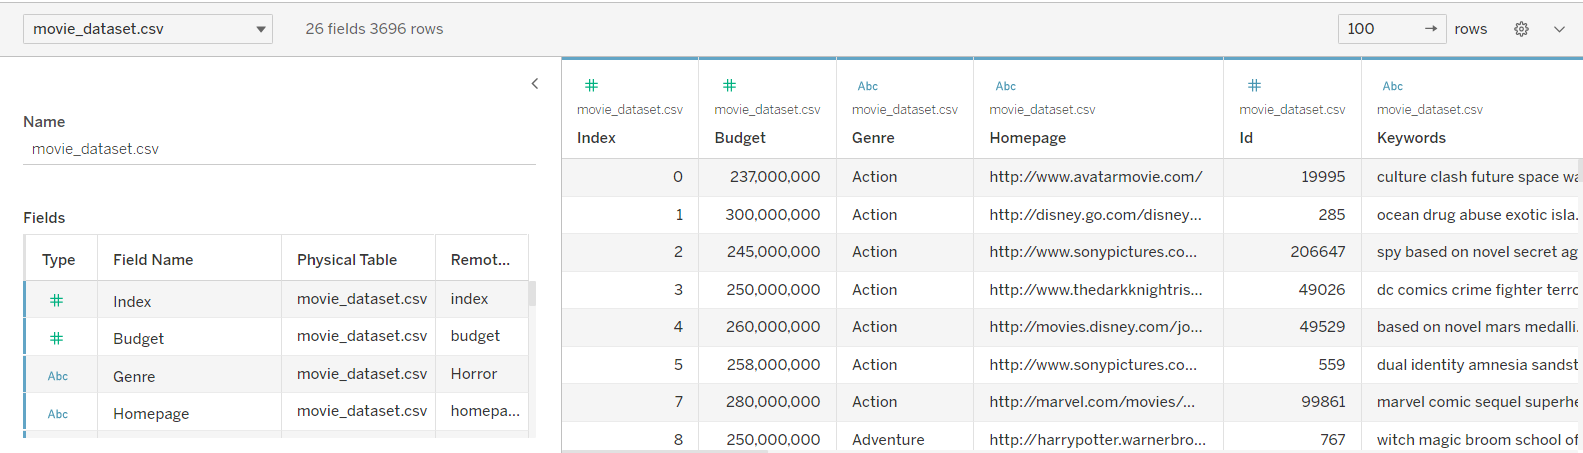 movie_dataset.csv 26 fields 3696 rows 100 → rows
Name
movie_dataset.csv
Fields
Type Field Name Physical Table Remot...
# Index movie_dataset.csv index
# Budget movie_dataset.csv budget
Abc Genre movie_dataset.csv Horror
Abc Homepage movie_dataset.csv homepa...
# # Abc Abc # Abc
movie_dataset.csv movie_dataset.csv movie_dataset.csv movie_dataset.csv movie_dataset.csv movie_dataset.csv
Index Budget Genre Homepage Id Keywords
0 237,000,000 Action http://www.avatarmovie.com/ 19995 culture clash future space wa
1 300,000,000 Action http://disney.go.com/disney... 285 ocean drug abuse exotic isla.
2 245,000,000 Action http://www.sonypictures.co... 206647 spy based on novel secret ag
3 250,000,000 Action http://www.thedarkknightris... 49026 dc comics crime fighter terro
4 260,000,000 Action http://movies.disney.com/jo... 49529 based on novel mars medalli.
5 258,000,000 Action http://www.sonypictures.co... 559 dual identity amnesia sandst
7 280,000,000 Action http://marvel.com/movies/... 99861 marvel comic sequel superhe
8 250,000,000 Adventure http://harrypotter.warnerbro... 767 witch magic broom school of